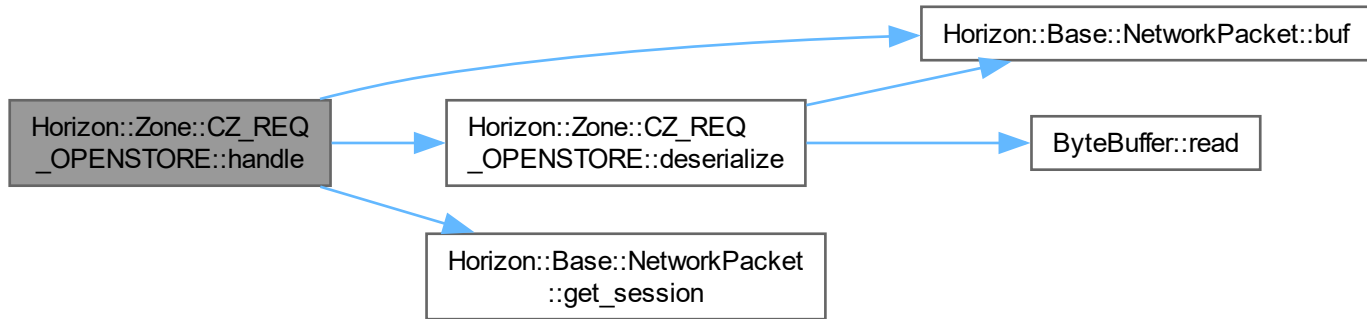 Horizon::Base::NetworkPacket::buf
Horizon::Zone::CZ_REQ
_OPENSTORE::handle
Horizon::Zone::CZ_REQ
_OPENSTORE::deserialize
ByteBuffer::read
Horizon::Base::NetworkPacket
::get_session